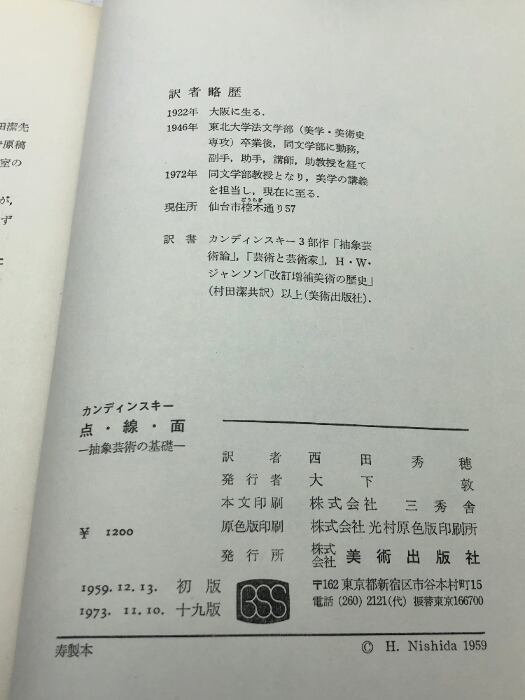 田潔先
原稿
室の
が,
ず
訳者略歴
1922年 大阪に生る.
1946年 東北大学法文学部(美学・美術史
専攻)卒業後,同文学部に勤務,
副手,助手,講師,助教授を経て
1972年 同文学部教授となり,美学の講義
を担当し,現在に至る.
現住所 仙台市椌木通り57
訳書 カンディンスキー3部作「抽象芸
術論」,「芸術と芸術家」, H・W・
ジャンソン「改訂増補美術の歴史」
(村田潔共訳)以上(美術出版社).
カンディンスキー
点・線・面
―抽象芸術の基礎―
¥ 1200
1959.12.13. 初版
1973. 11.10. 十九版
訳者 西田秀穂
発行者 大下敦
本文印刷 株式会社 三秀舎
原色版印刷 株式会社 光村原色版印刷所
発行所 株式会社 美術出版社
BSS
〒162 東京都新宿区市谷本村町15
電話 (260) 2121(代) 振替東京166700
寿製本
© H. Nishida 1959